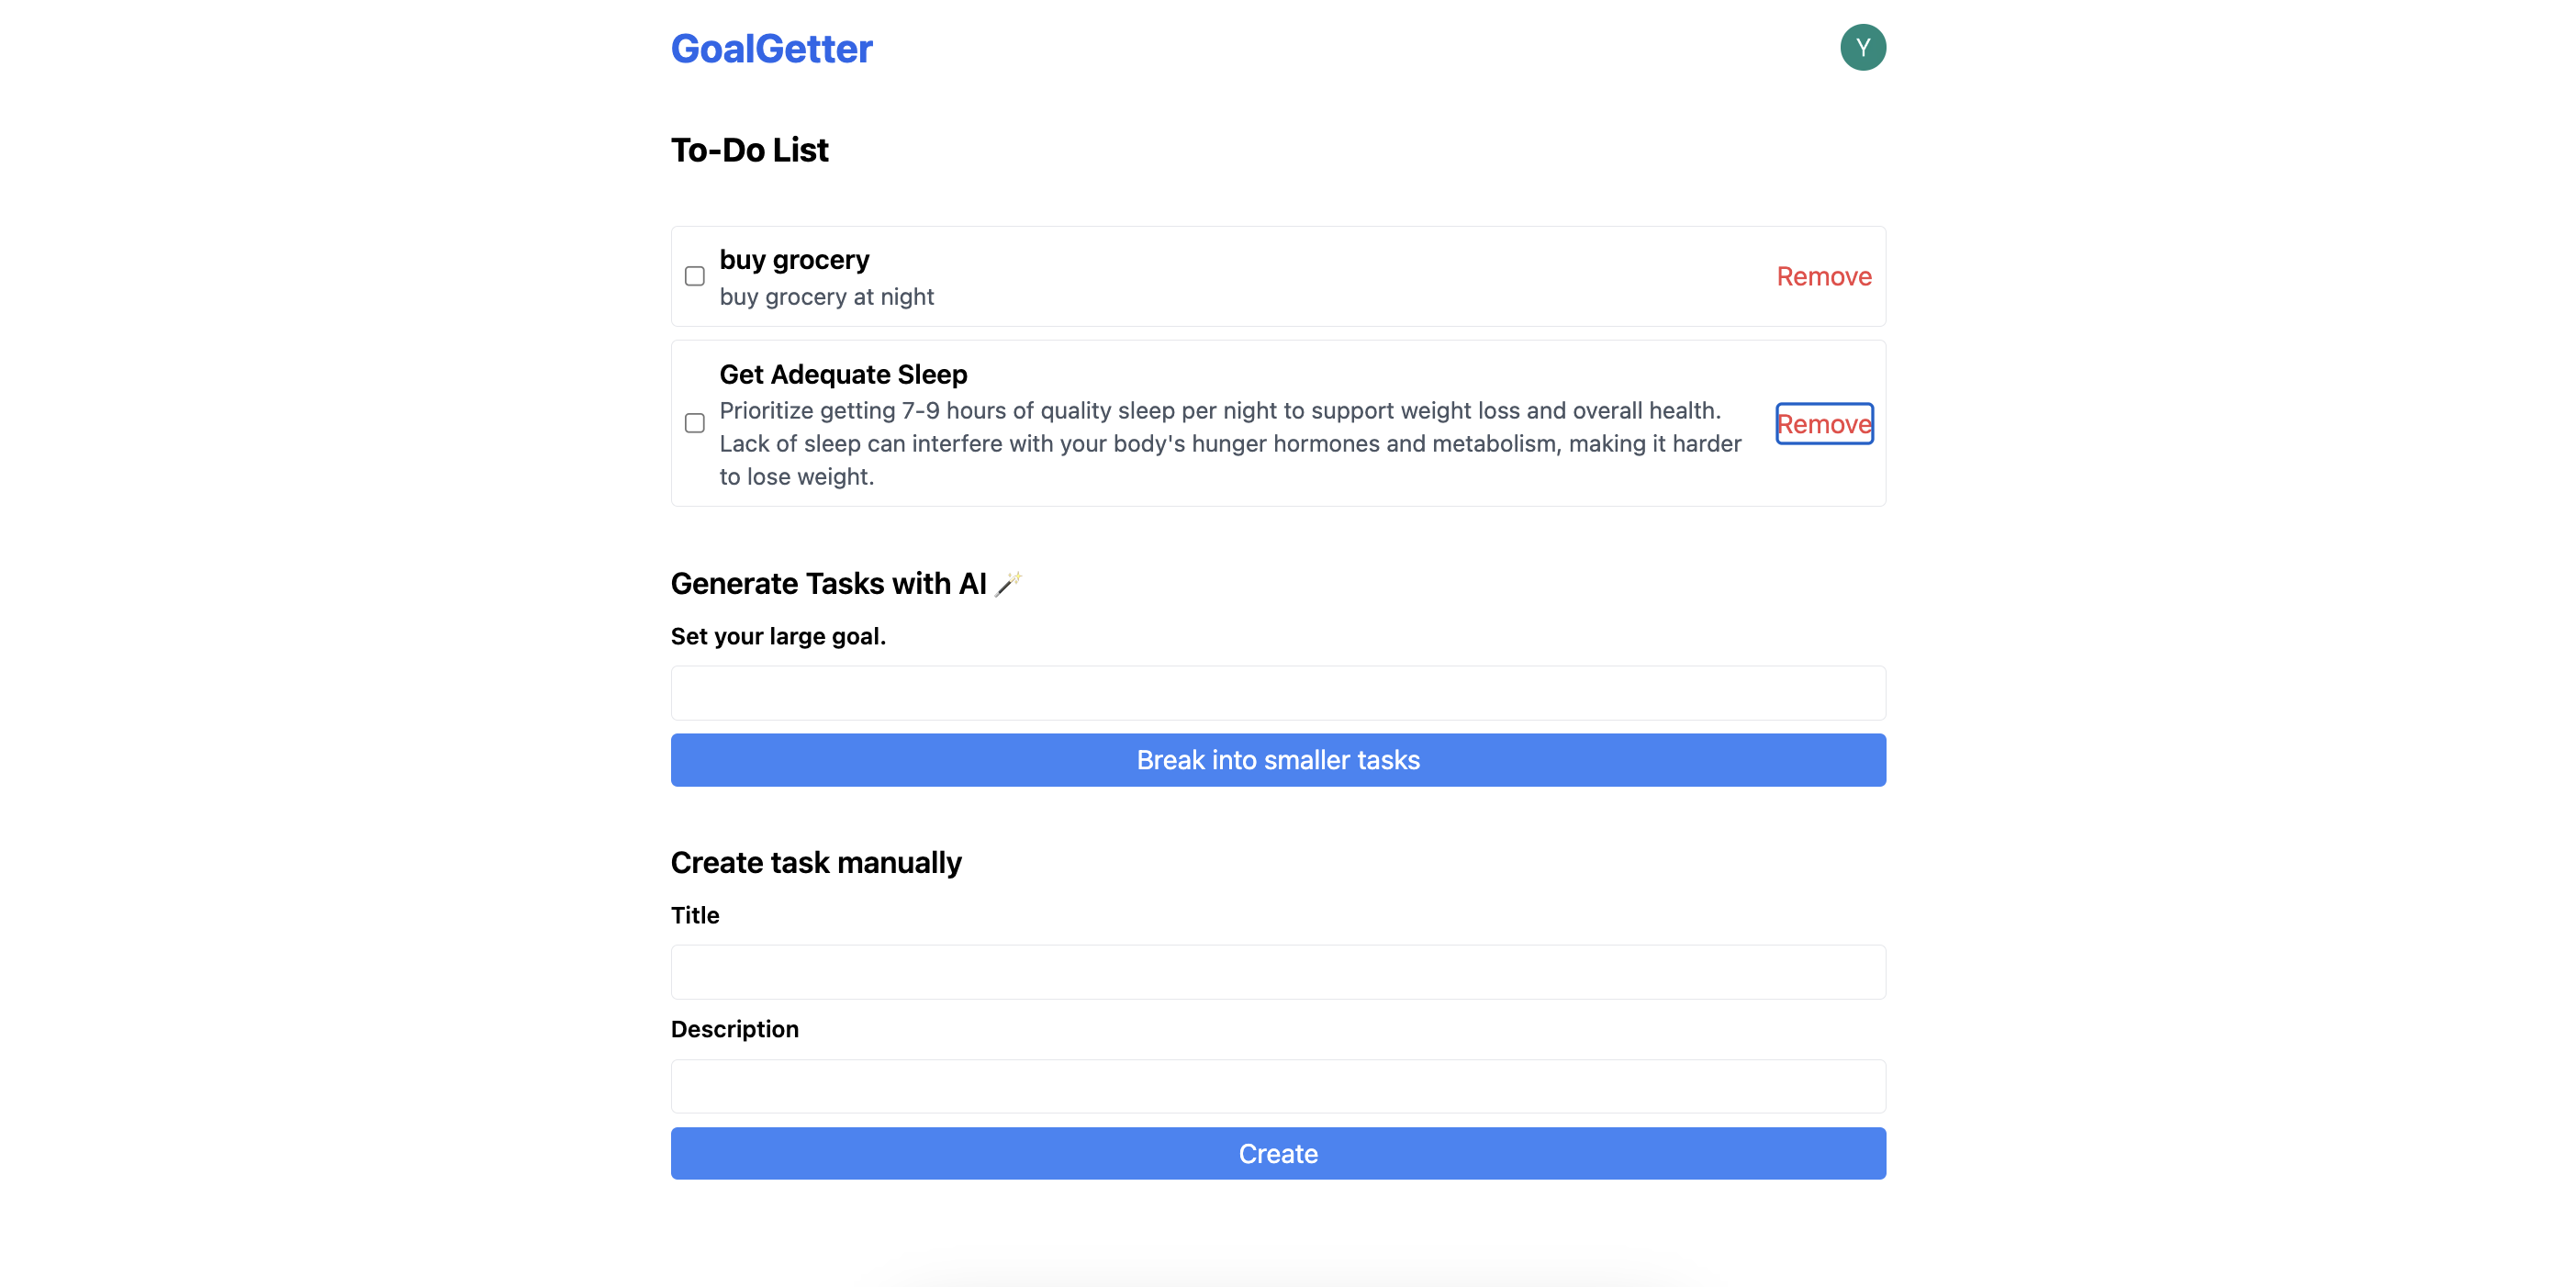 GoalGetter
Y
To-Do List
buy grocery
buy grocery at night
Remove
Get Adequate Sleep
Prioritize getting 7-9 hours of quality sleep per night to support weight loss and overall health.
Lack of sleep can interfere with your body's hunger hormones and metabolism, making it harder
to lose weight.
Remove
Generate Tasks with AI 🪄
Set your large goal.
Break into smaller tasks
Create task manually
Title
Description
Create